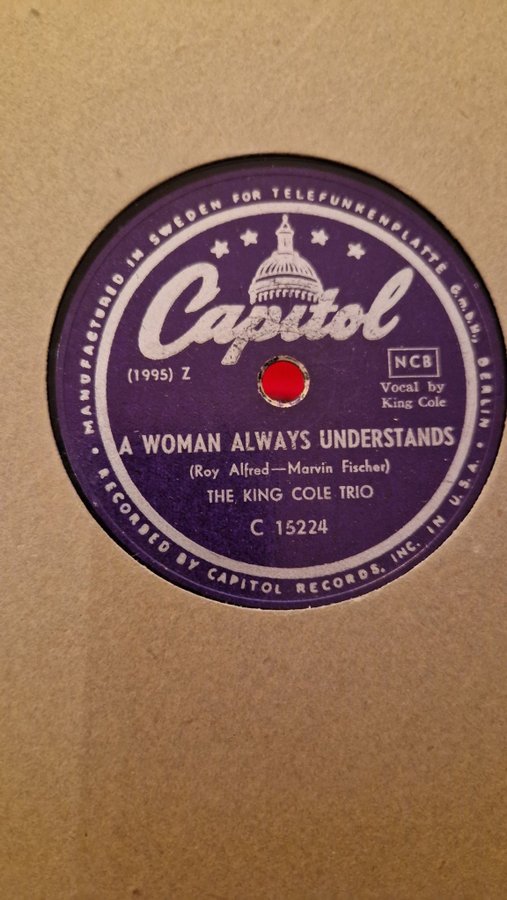 MANUFACTURED IN SWEDEN FOR TELEFUNKENPLATTE G.m.b.H., BERLIN
Capitol
(1995) Z
NCB
Vocal by
King Cole
A WOMAN ALWAYS UNDERSTANDS
(Roy Alfred—Marvin Fischer)
THE KING COLE TRIO
C 15224
• RECORDED BY CAPITOL RECORDS, INC. IN U.S.A. •